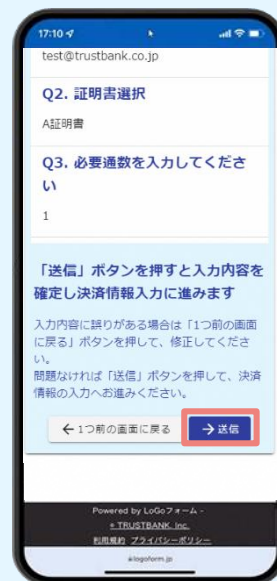 17:10
test@trustbank.co.jp
Q2. 証明書選択
A証明書
Q3. 必要通数を入力してくださ
い
1
「送信」ボタンを押すと入力内容を
確定し決済情報入力に進みます
入力内容に誤りがある場合は「1つ前の画面
に戻る」ボタンを押して、修正してくださ
い。
問題なければ「送信」ボタンを押して、決済
情報の入力へお進みください。
←1つ前の画面に戻る
→送信
Powered by LoGoフォーム -
© TRUSTBANK, Inc.
利用規約 プライバシーポリシー
logoform.jp